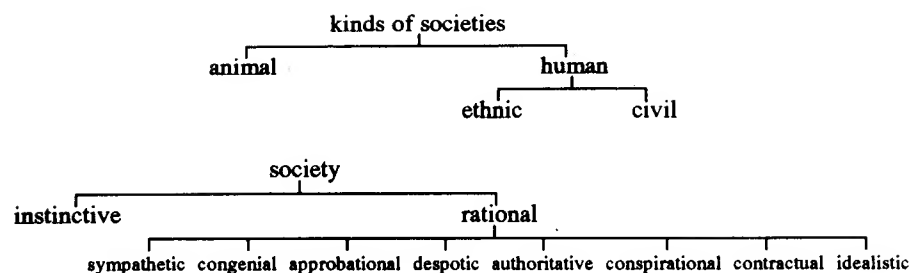 kinds of societies
animal human
ethnic civil
society
instinctive rational
sympathetic congenial approbational despotic authoritative conspirational contractual idealistic